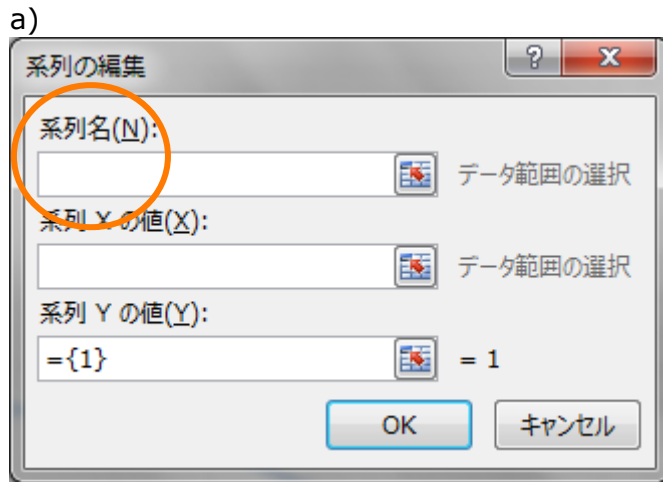 a)
系列の編集
系列名(N):
データ範囲の選択
系列 X の値(X):
データ範囲の選択
系列 Y の値(Y):
={1} = 1
OK キャンセル